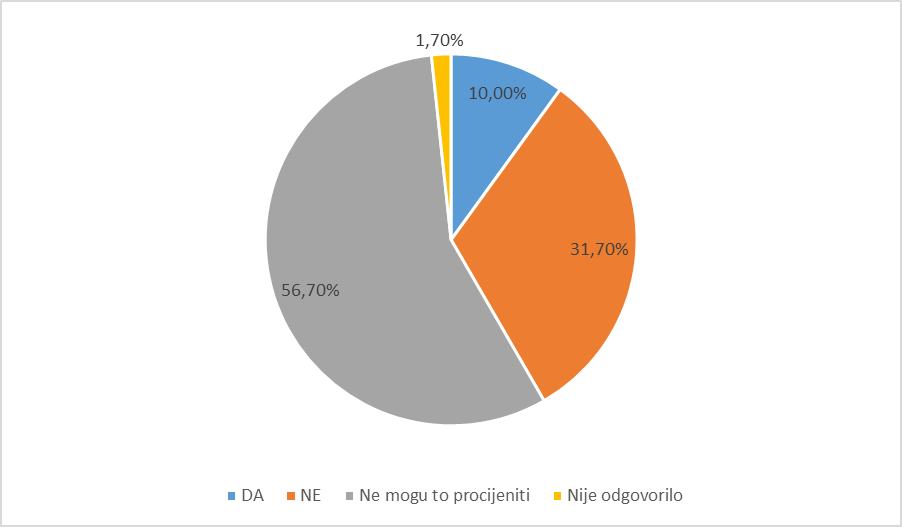 1,70%
10,00%
31,70%
56,70%
DA NE Ne mogu to procijeniti Nije odgovorilo